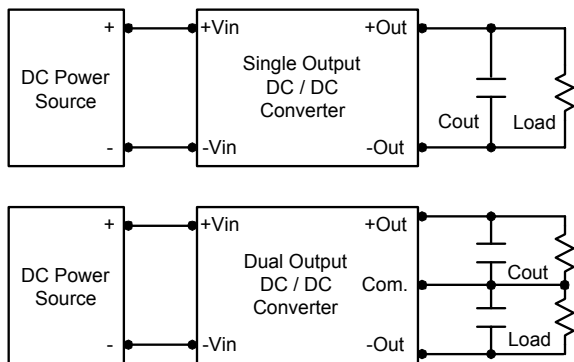 + +Vin +Out
Single Output
DC / DC
Converter
DC Power
Source
Cout Load
- -Vin -Out
+ +Vin +Out
Dual Output
DC / DC
Converter
DC Power
Source
Com.
Cout
Load
- -Vin -Out